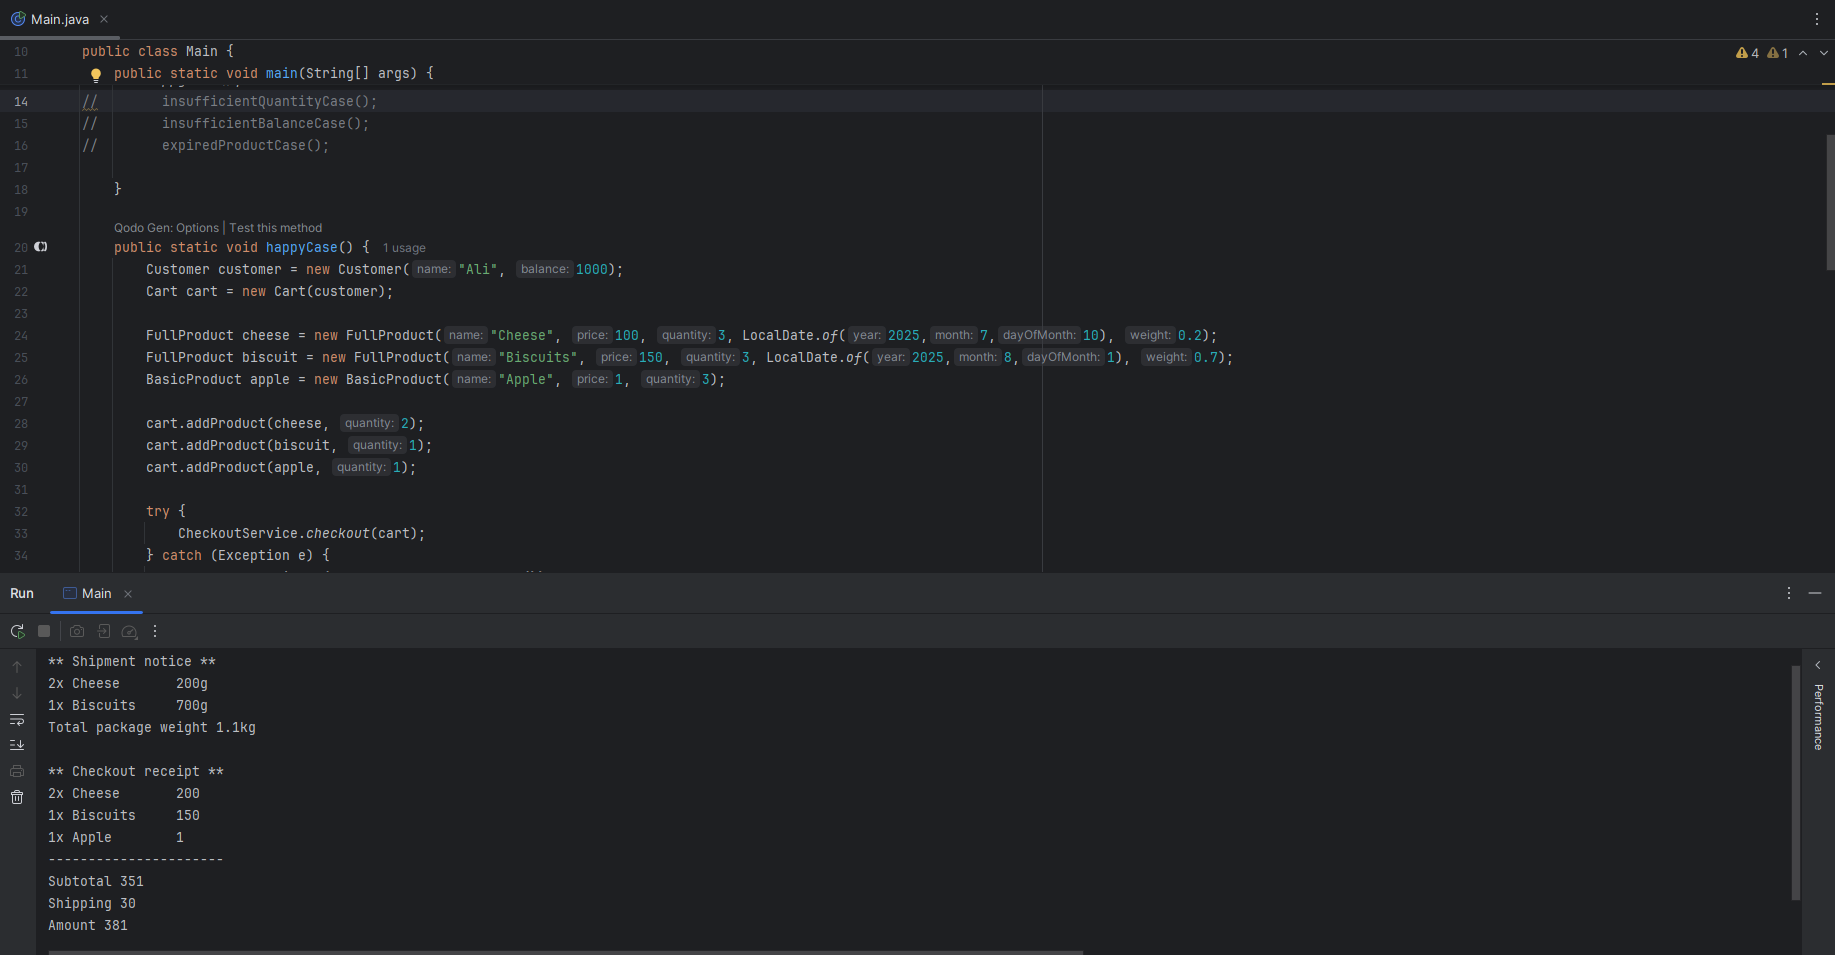 Main.java
10 public class Main {
4 1
11 public static void main(String[] args) {
14 // insufficientQuantityCase();
15 // insufficientBalanceCase();
16 // expiredProductCase();
17
18 }
19
Qodo Gen: Options | Test this method
20 public static void happyCase() { 1 usage
21 Customer customer = new Customer( name: "Ali", balance: 1000);
22 Cart cart = new Cart(customer);
23
24 FullProduct cheese = new FullProduct( name: "Cheese", price: 100, quantity: 3, LocalDate.of( year: 2025, month: 7, dayOfMonth: 10), weight: 0.2);
25 FullProduct biscuit = new FullProduct( name: "Biscuits", price: 150, quantity: 3, LocalDate.of( year: 2025, month: 8, dayOfMonth: 1), weight: 0.7);
26 BasicProduct apple = new BasicProduct( name: "Apple", price: 1, quantity: 3);
27
28 cart.addProduct(cheese, quantity: 2);
29 cart.addProduct(biscuit, quantity: 1);
30 cart.addProduct(apple, quantity: 1);
31
32 try {
33 CheckoutService.checkout(cart);
34 } catch (Exception e) {
Run Main
** Shipment notice **
2x Cheese 200g
1x Biscuits 700g
Total package weight 1.1kg
** Checkout receipt **
2x Cheese 200
1x Biscuits 150
1x Apple 1
----------------------
Subtotal 351
Shipping 30
Amount 381
Performance